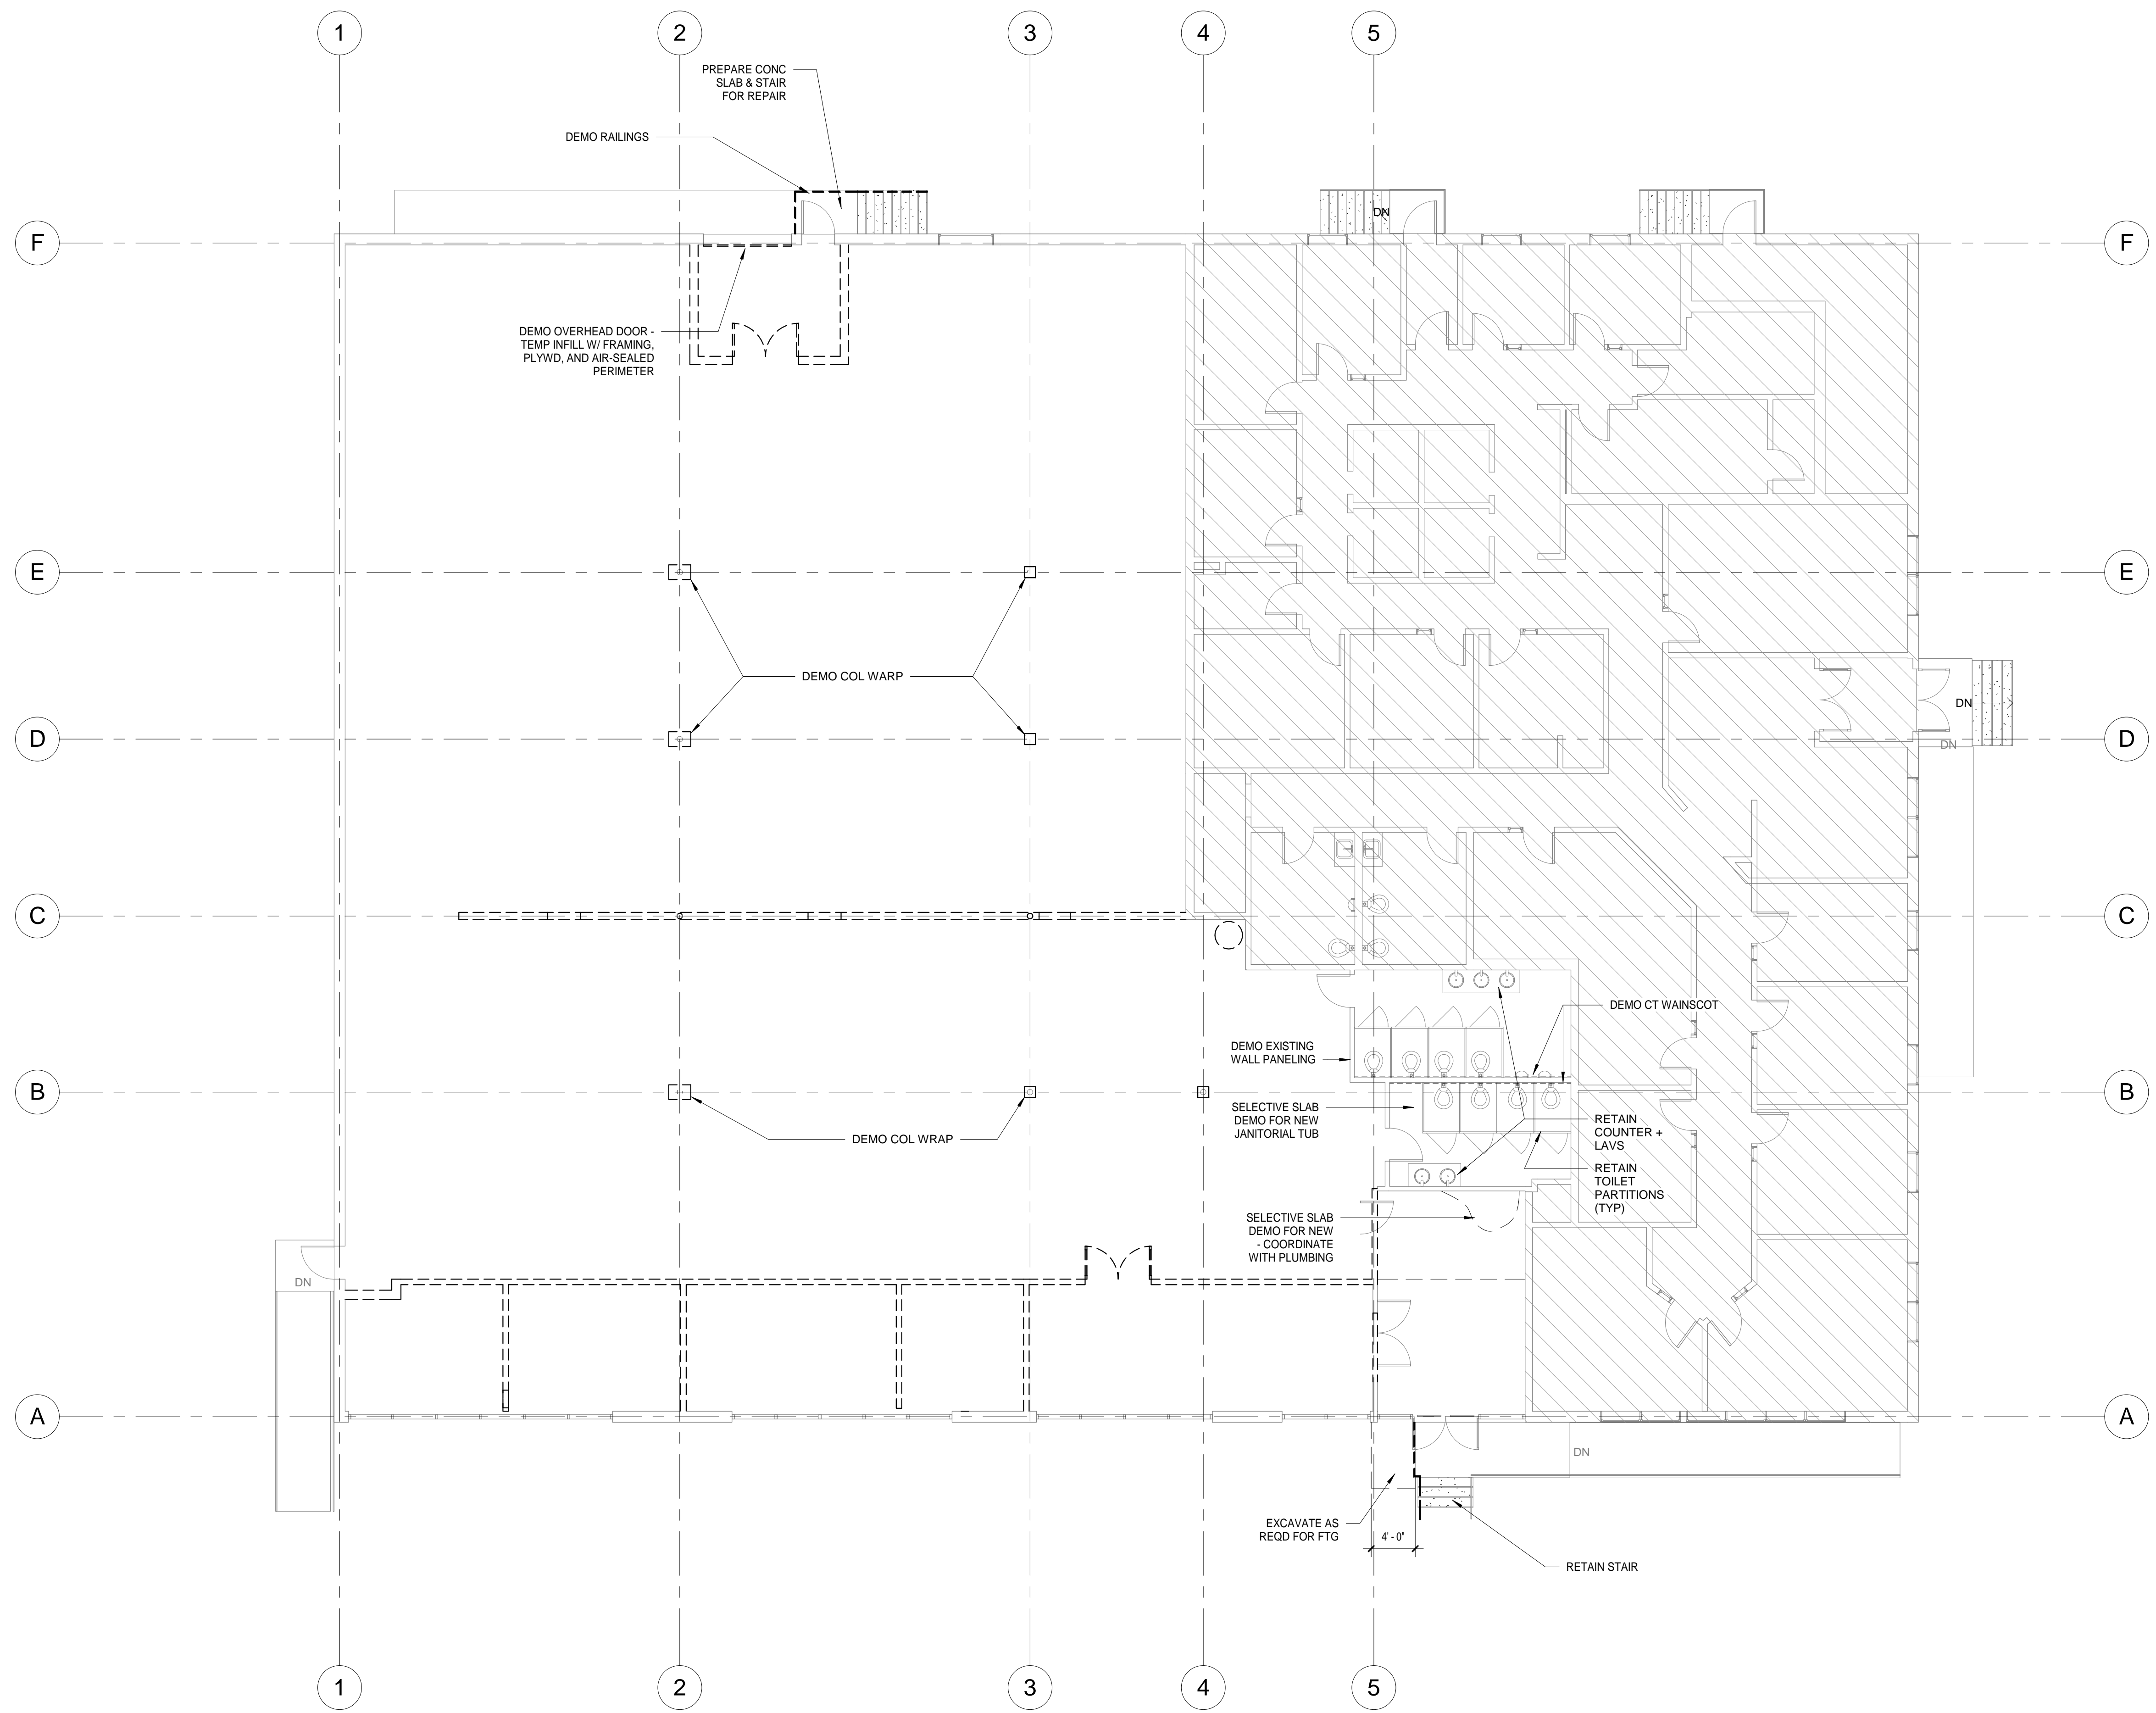 1
2
3
4
5
PREPARE CONC
SLAB & STAIR
FOR REPAIR
DEMO RAILINGS
DN
F
F
DEMO OVERHEAD DOOR -
TEMP INFILL W/ FRAMING,
PLYWD, AND AIR-SEALED
PERIMETER
E
E
DEMO COL WARP
DN
D
D
DN
C
C
DEMO CT WAINSCOT
DEMO EXISTING
WALL PANELING
B
B
SELECTIVE SLAB
DEMO FOR NEW
JANITORIAL TUB
RETAIN
COUNTER +
LAVS
DEMO COL WRAP
RETAIN
TOILET
PARTITIONS
(TYP)
SELECTIVE SLAB
DEMO FOR NEW
- COORDINATE
WITH PLUMBING
DN
A
A
DN
EXCAVATE AS
REQD FOR FTG
4' - 0"
RETAIN STAIR
1
2
3
4
5